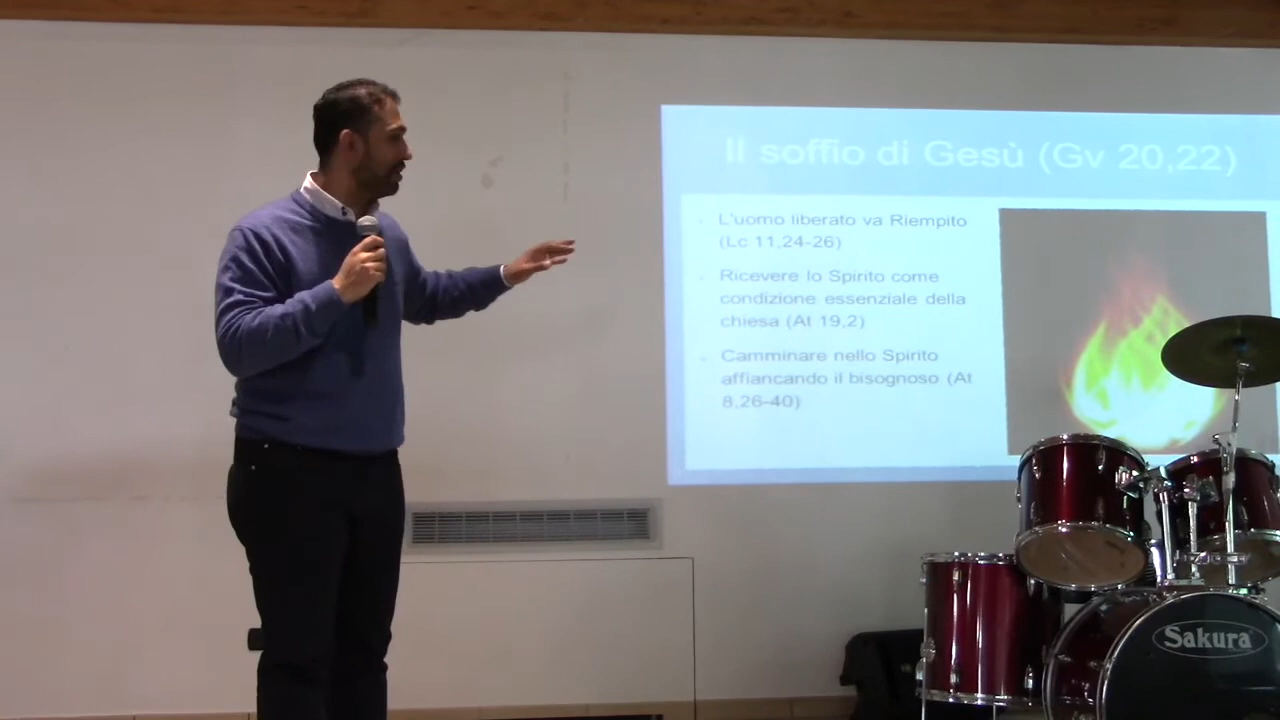 Il soffio di Gesù (Gv 20,22)
L'uomo liberato va Riempito
(Lc 11,24-26)
Ricevere lo Spirito come
condizione essenziale della
chiesa (At 19,2)
Camminare nello Spirito
affiancando il bisognoso (At
8,26-40)
Sakura